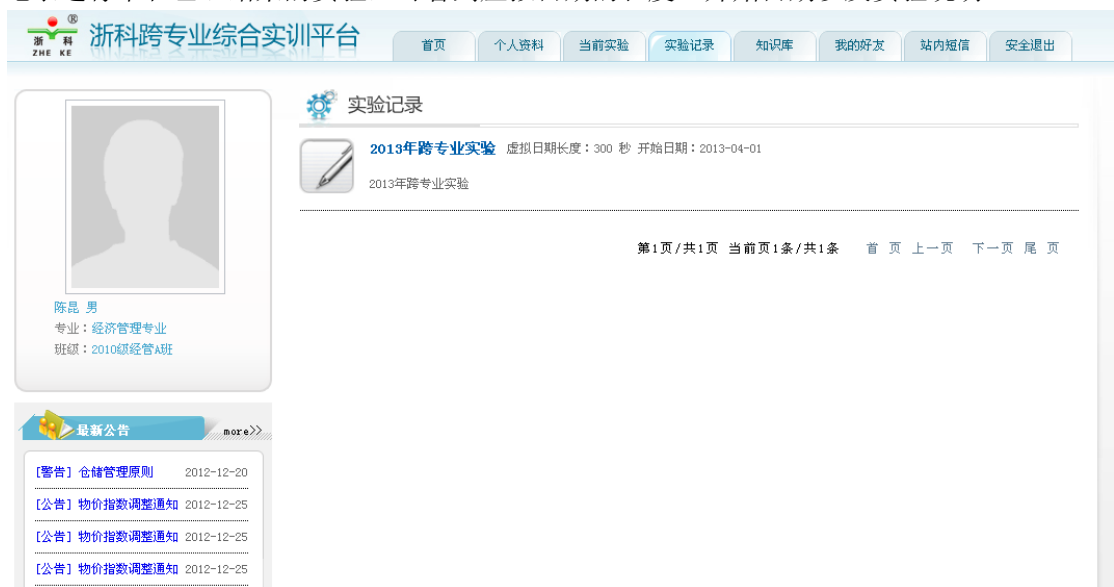 浙 科
ZHE KE
®
浙科跨专业综合实训平台
首页 个人资料 当前实验 实验记录 知识库 我的好友 站内短信 安全退出
实验记录
2013年跨专业实验 虚拟日期长度：300 秒 开始日期：2013-04-01
2013年跨专业实验
第1页/共1页 当前页1条/共1条 首 页 上一页 下一页 尾 页
陈昆 男
专业：经济管理专业
班级：2010级经管A班
最新公告 more>>
[警告] 仓储管理原则 2012-12-20
[公告] 物价指数调整通知 2012-12-25
[公告] 物价指数调整通知 2012-12-25
[公告] 物价指数调整通知 2012-12-25